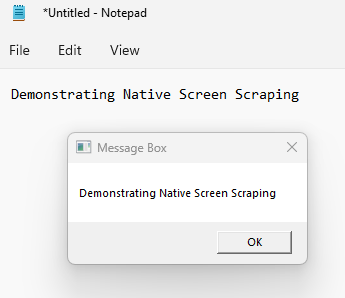 *Untitled - Notepad
File Edit View
Demonstrating Native Screen Scraping
Message Box
Demonstrating Native Screen Scraping
OK